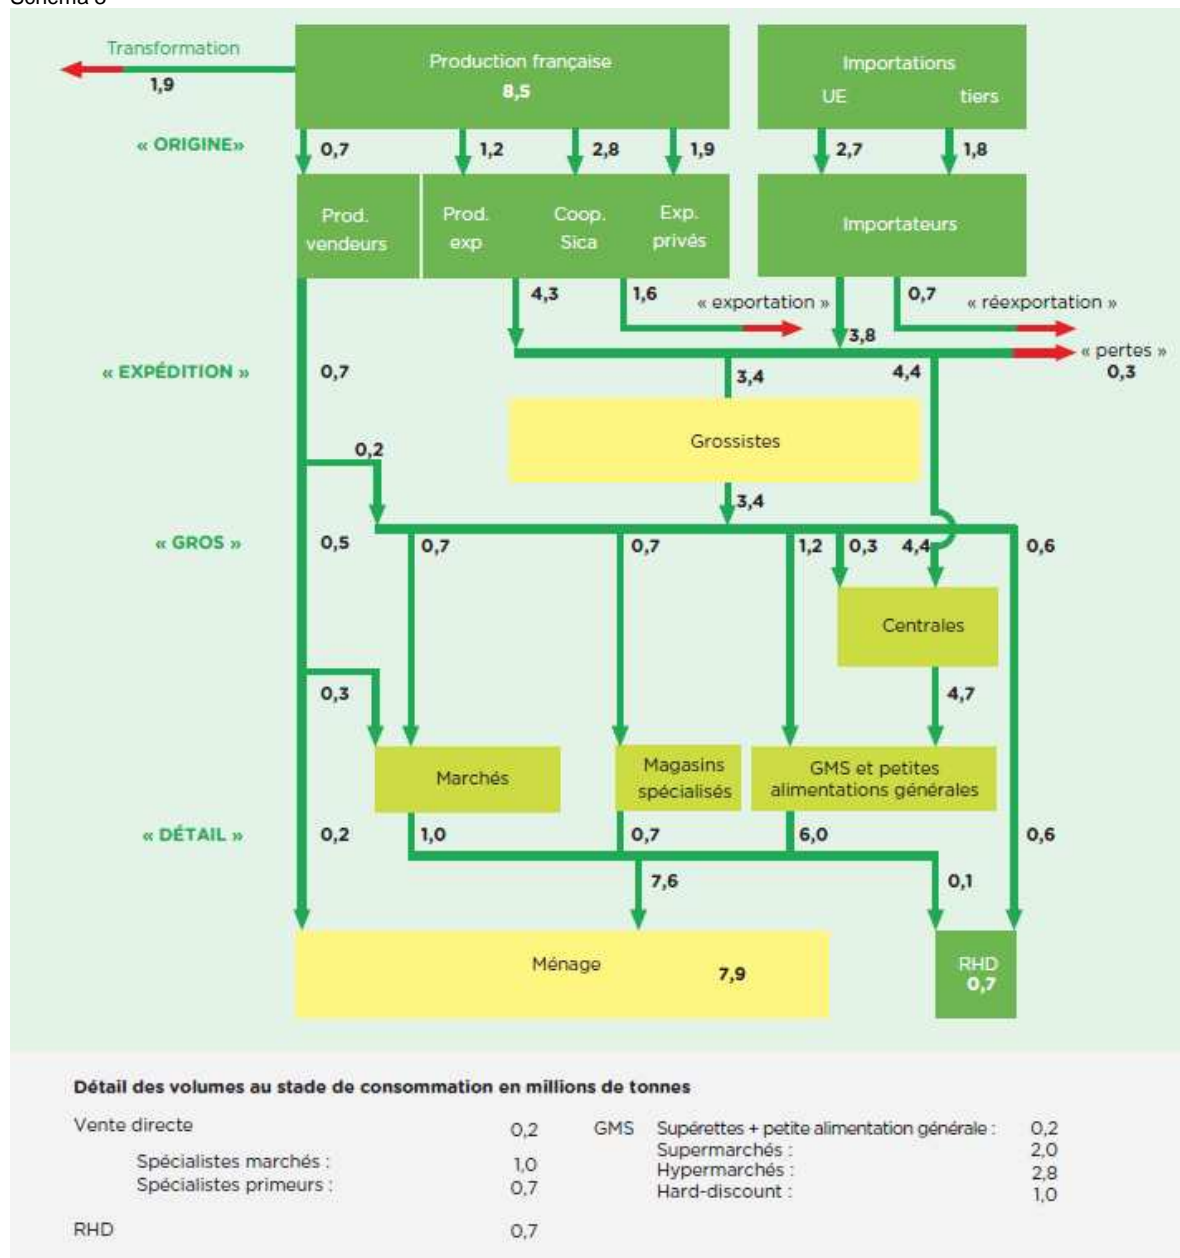 Transformation
1,9
Production française
8,5
Importations
UE tiers
« ORIGINE»
0,7 1,2 2,8 1,9 2,7 1,8
Prod.
vendeurs
Prod.
exp
Coop.
Sica
Exp.
privés
Importateurs
4,3 1,6 « exportation » 0,7 « réexportation »
3,8
« pertes »
0,3
« EXPÉDITION » 0,7 3,4 4,4
Grossistes
0,2
3,4
« GROS » 0,5 0,7 0,7 1,2 0,3 4,4 0,6
Centrales
0,3 4,7
Marchés
Magasins
spécialisés
GMS et petites
alimentations générales
« DÉTAIL » 0,2 1,0 0,7 6,0 0,6
7,6 0,1
Ménage 7,9
RHD
0,7
Détail des volumes au stade de consommation en millions de tonnes
Vente directe 0,2
Spécialistes marchés : 1,0
Spécialistes primeurs : 0,7
RHD 0,7
GMS Supérettes + petite alimentation générale : 0,2
Supermarchés : 2,0
Hypermarchés : 2,8
Hard-discount : 1,0